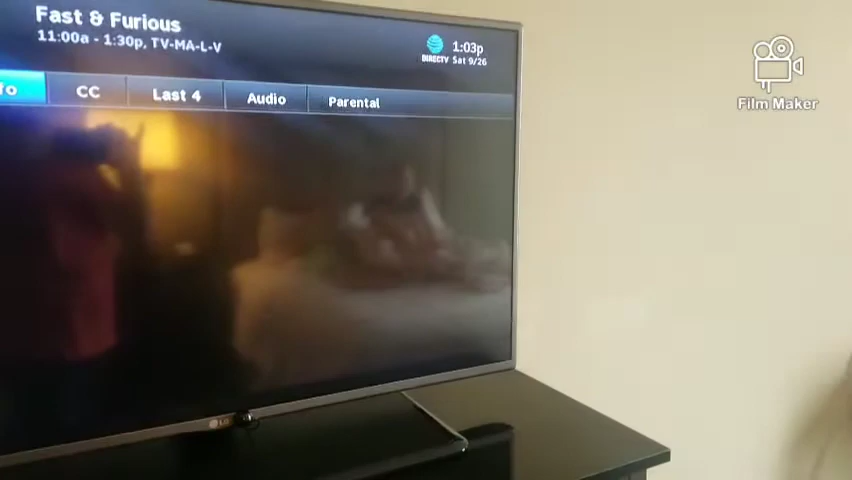 Fast & Furious
11:00a - 1:30p, TV-MA-L-V
1:03p
DIRECTV Sat 9/26
CC
Last 4
Audio
Parental
Film Maker
LG